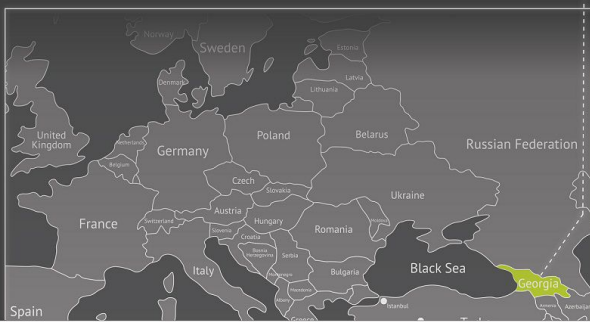 Norway
Sweden
Estonia
Latvia
Denmark
Lithuania
United
Kingdom
Netherlands
Belgium
Germany
Poland
Belarus
Russian Federation
Czech
Slovakia
Ukraine
France
Switzerland
Austria
Hungary
Slovenia
Croatia
Romania
Moldova
Bosnia
Herzegovina
Serbia
Italy
Montenegro
Bulgaria
Black Sea
Georgia
Macedonia
Albany
Istanbul
Armenia
Azerbaijan
Spain
Greece